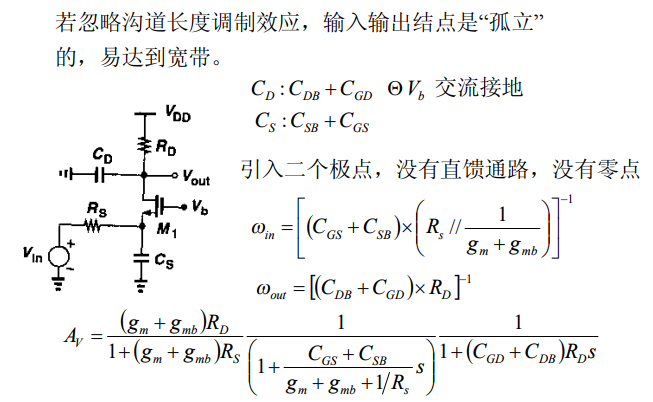 若忽略沟道长度调制效应，输入输出结点是“孤立”
的，易达到宽带。
C_D : C_DB + C_GD Θ V_b 交流接地
C_S : C_SB + C_GS
V_DD
R_D
C_D
V_out
引入二个极点，没有直馈通路，没有零点
R_S
V_b
M_1
V_in
+
−
C_S
ω_in = [(C_GS + C_SB) × (R_s // 1/(g_m + g_mb))]^-1
ω_out = [(C_DB + C_GD) × R_D]^-1
A_V = (g_m + g_mb)R_D / (1 + (g_m + g_mb)R_S) 1 / (1 + (C_GS + C_SB)/(g_m + g_mb + 1/R_s) s) 1 / (1 + (C_GD + C_DB)R_D s)